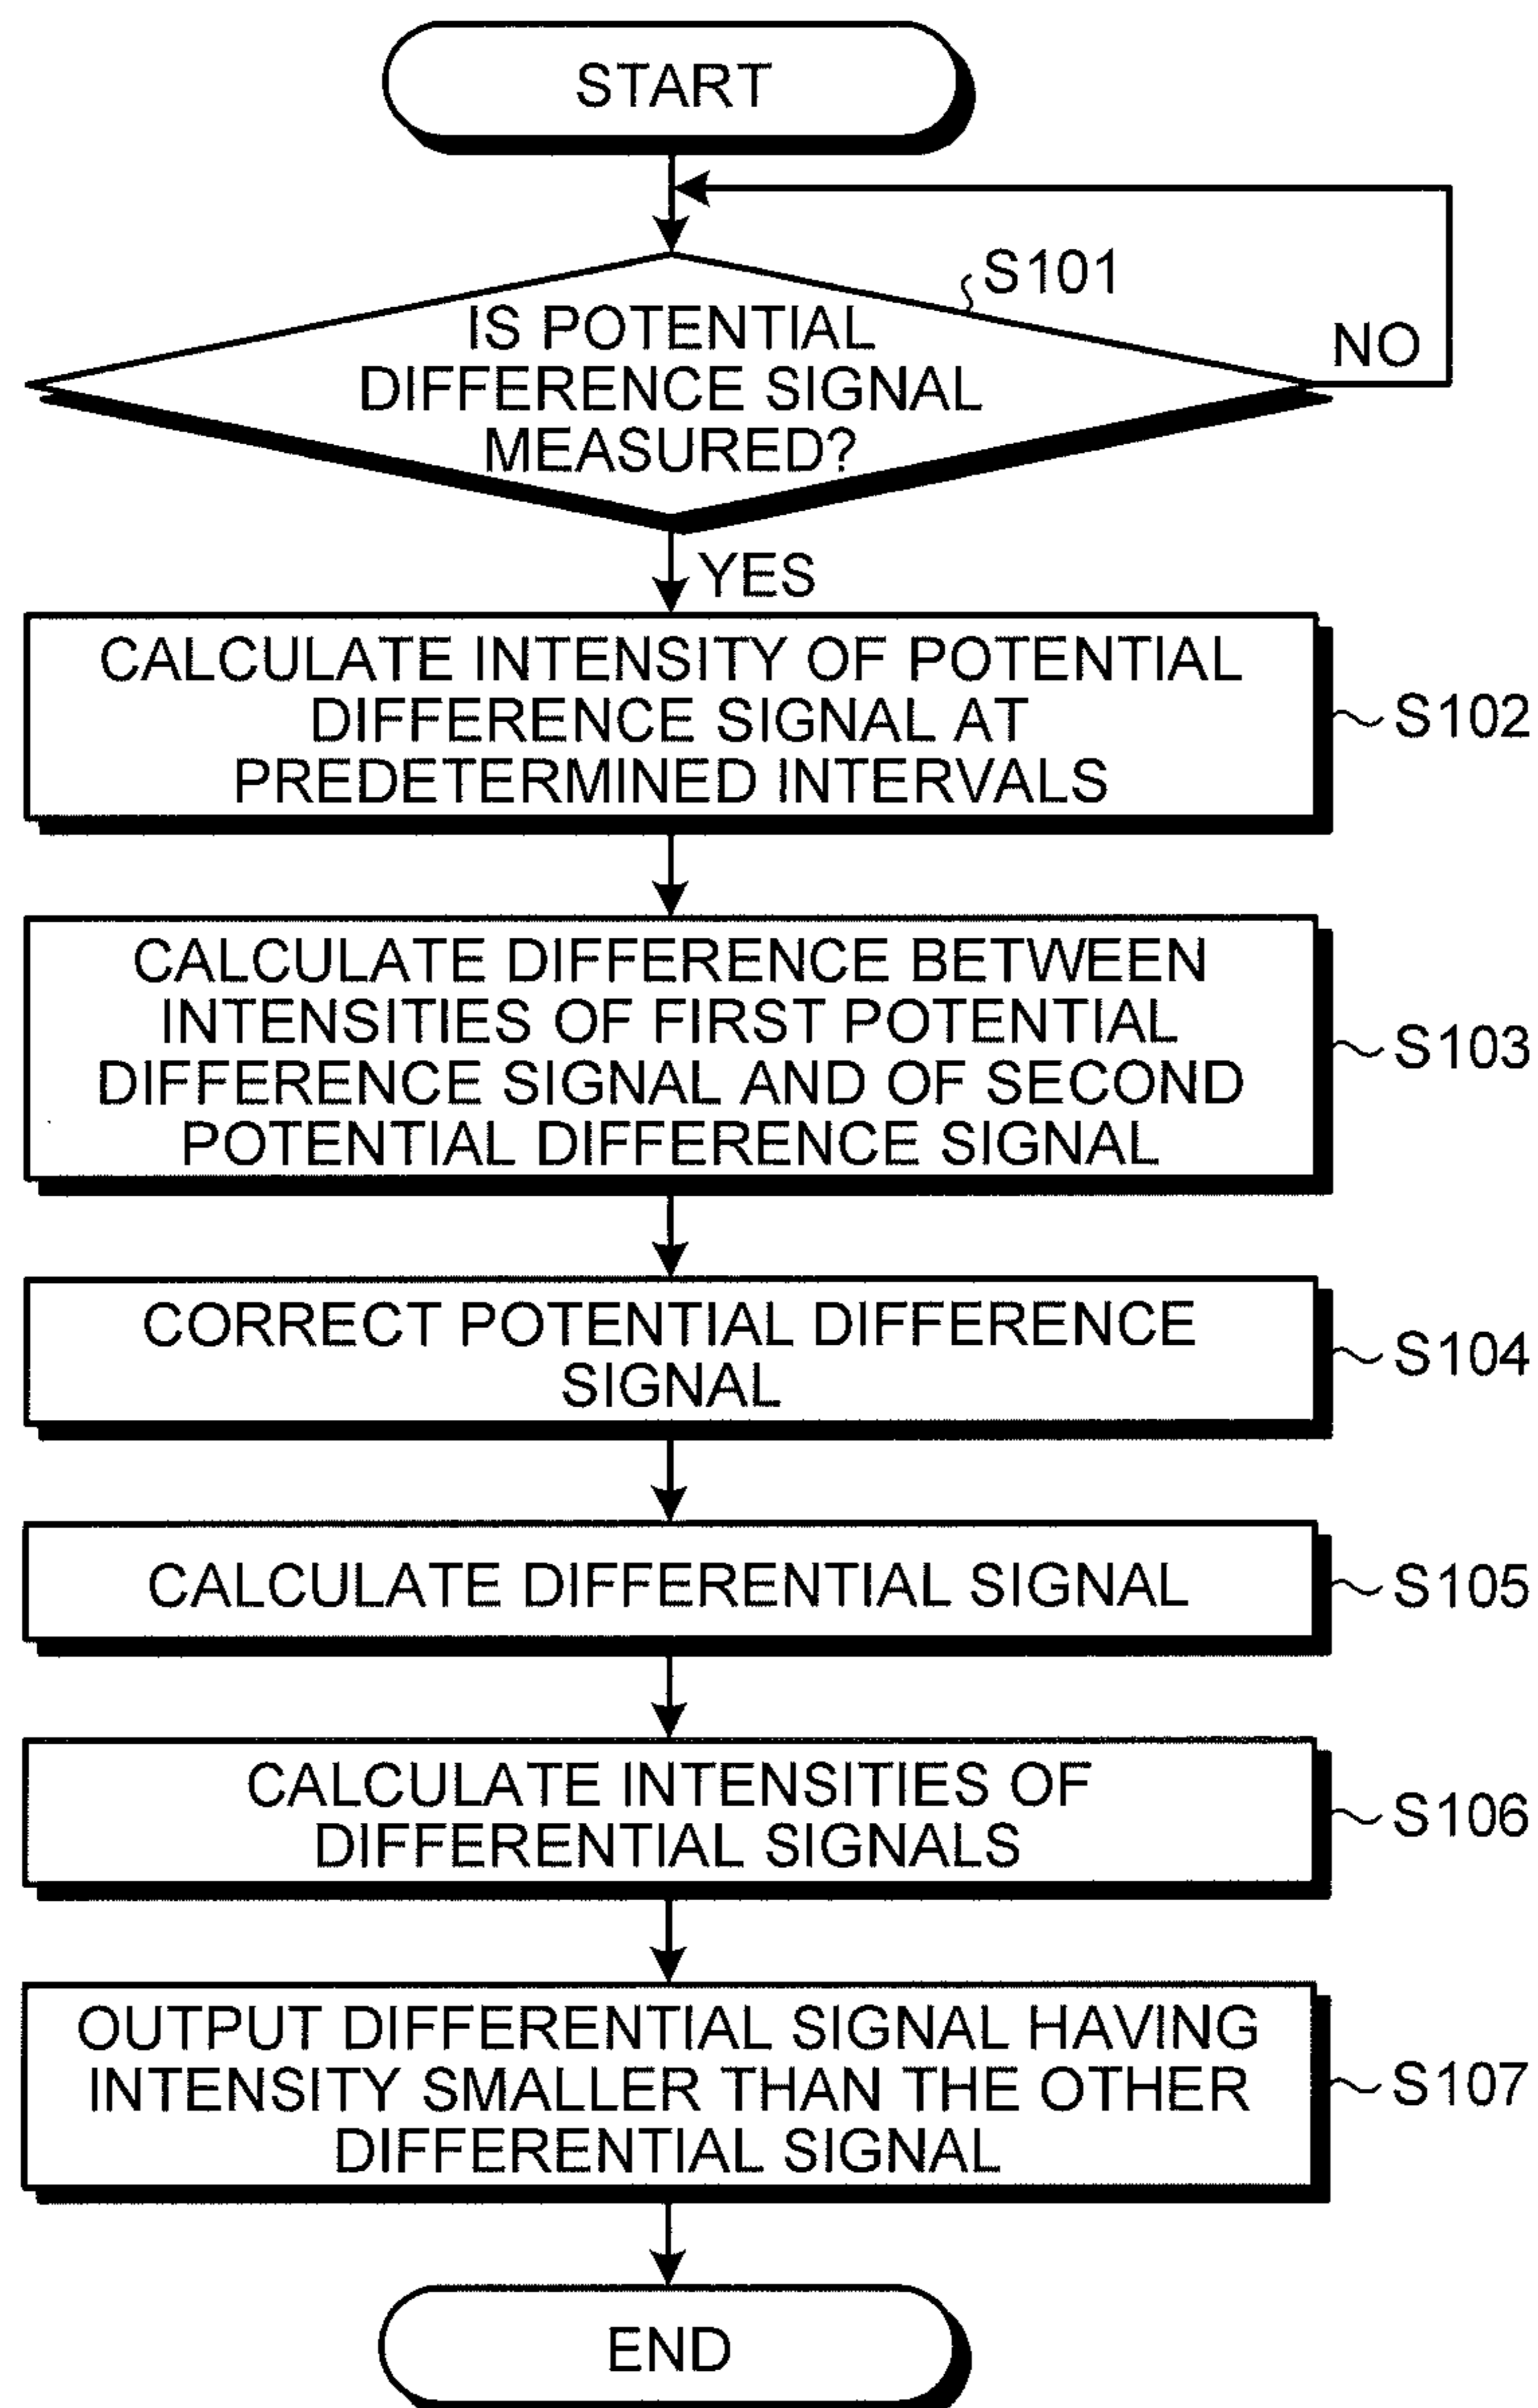 START
S101
IS POTENTIAL
DIFFERENCE SIGNAL
MEASURED?
NO
YES
CALCULATE INTENSITY OF POTENTIAL
DIFFERENCE SIGNAL AT
PREDETERMINED INTERVALS
S102
CALCULATE DIFFERENCE BETWEEN
INTENSITIES OF FIRST POTENTIAL
DIFFERENCE SIGNAL AND OF SECOND
POTENTIAL DIFFERENCE SIGNAL
S103
CORRECT POTENTIAL DIFFERENCE
SIGNAL
S104
CALCULATE DIFFERENTIAL SIGNAL
S105
CALCULATE INTENSITIES OF
DIFFERENTIAL SIGNALS
S106
OUTPUT DIFFERENTIAL SIGNAL HAVING
INTENSITY SMALLER THAN THE OTHER
DIFFERENTIAL SIGNAL
S107
END